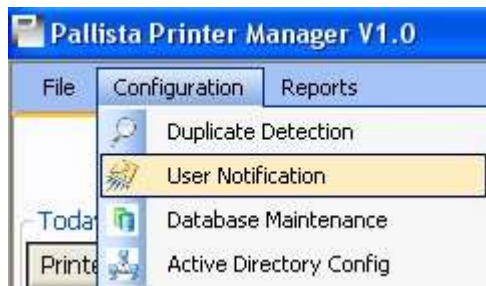 Pallista Printer Manager V1.0
File Configuration Reports
Duplicate Detection
User Notification
Database Maintenance
Active Directory Config